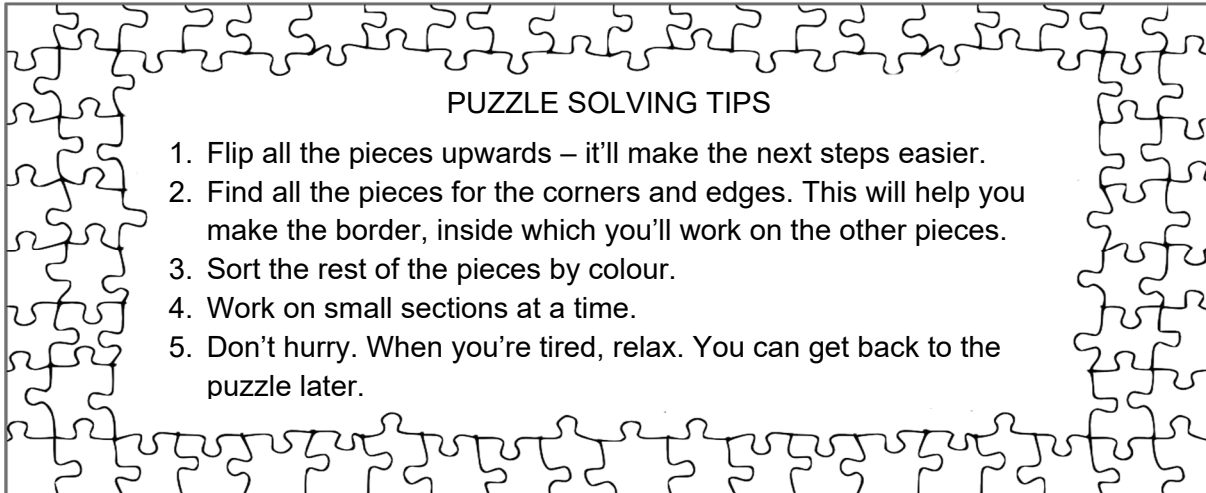 PUZZLE SOLVING TIPS
1. Flip all the pieces upwards – it’ll make the next steps easier.
2. Find all the pieces for the corners and edges. This will help you
make the border, inside which you’ll work on the other pieces.
3. Sort the rest of the pieces by colour.
4. Work on small sections at a time.
5. Don’t hurry. When you’re tired, relax. You can get back to the
puzzle later.